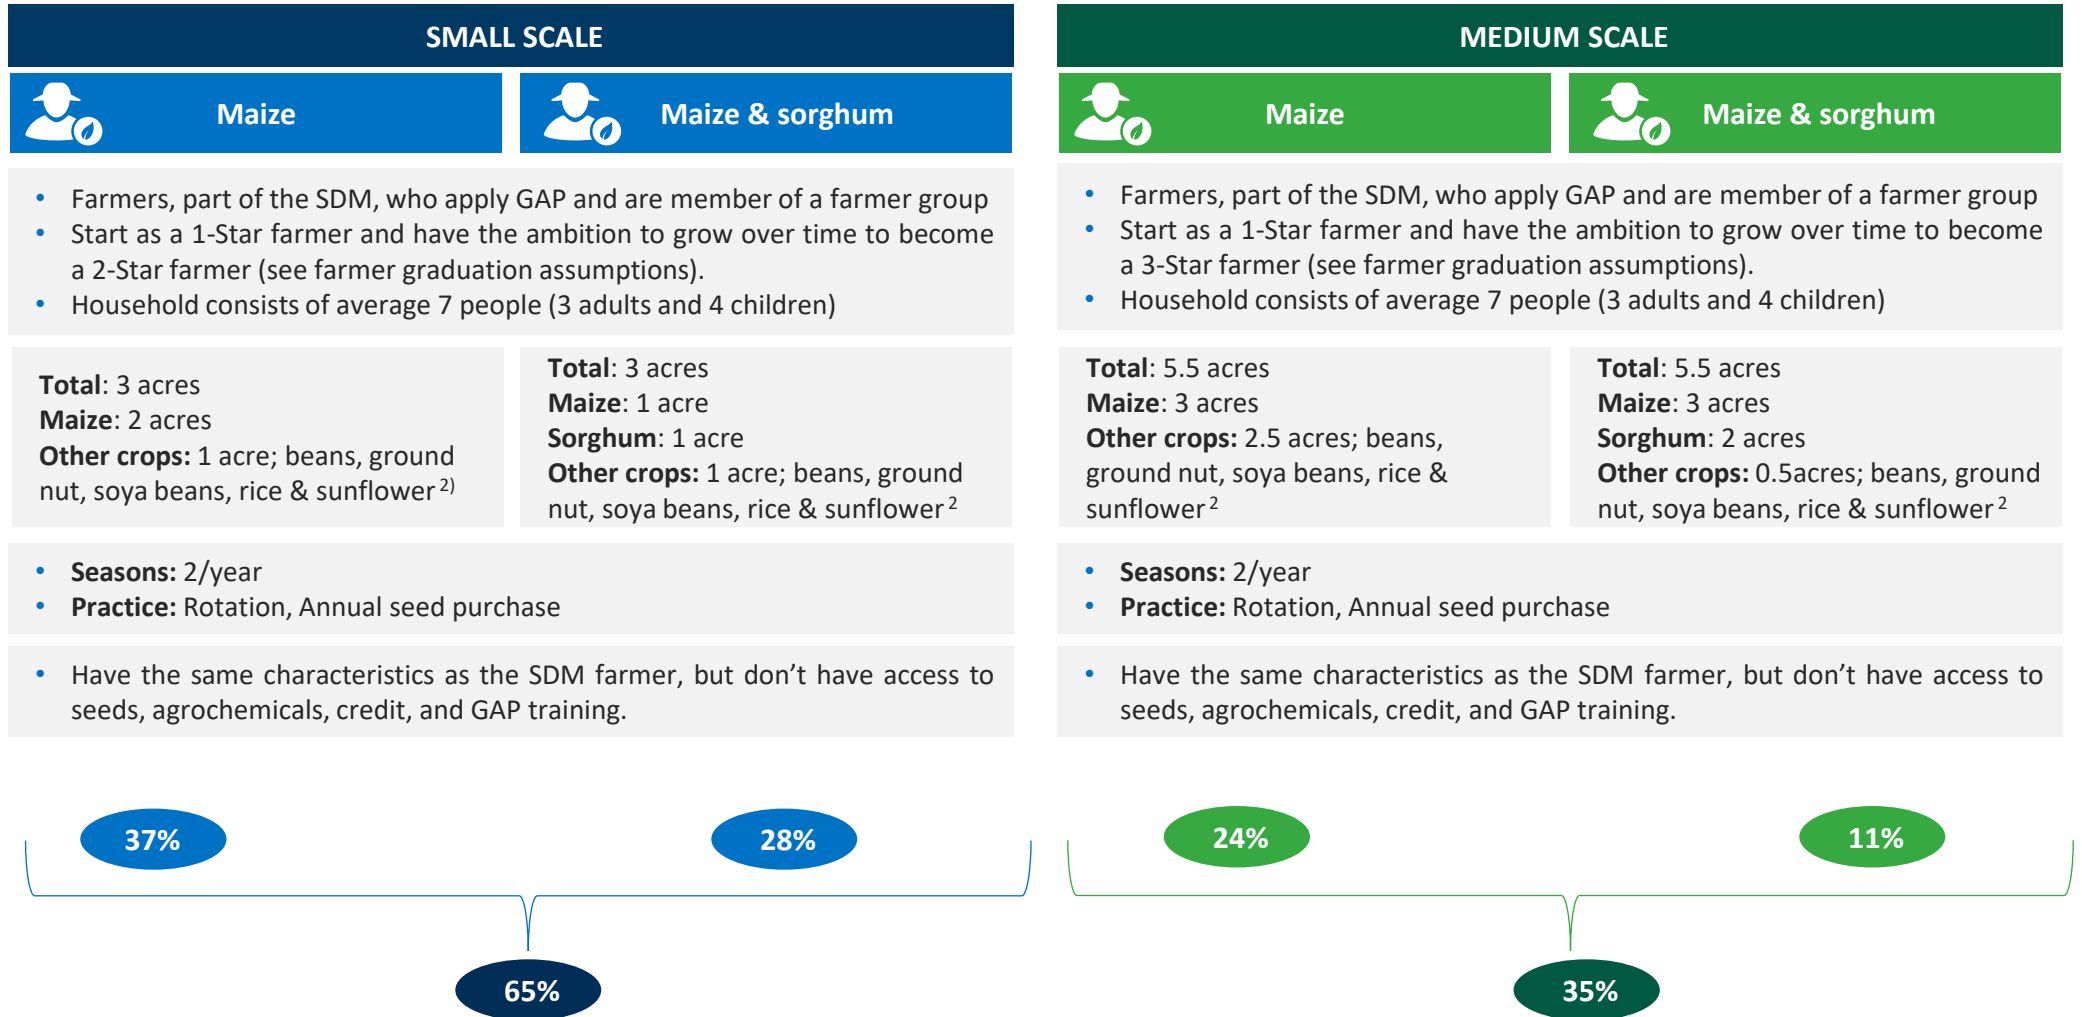 SMALL SCALE
Maize
Maize & sorghum
• Farmers, part of the SDM, who apply GAP and are member of a farmer group
• Start as a 1-Star farmer and have the ambition to grow over time to become
a 2-Star farmer (see farmer graduation assumptions).
• Household consists of average 7 people (3 adults and 4 children)
Total: 3 acres
Maize: 2 acres
Other crops: 1 acre; beans, ground
nut, soya beans, rice & sunflower 2)
Total: 3 acres
Maize: 1 acre
Sorghum: 1 acre
Other crops: 1 acre; beans, ground
nut, soya beans, rice & sunflower 2
• Seasons: 2/year
• Practice: Rotation, Annual seed purchase
• Have the same characteristics as the SDM farmer, but don’t have access to
seeds, agrochemicals, credit, and GAP training.
37%
28%
65%
MEDIUM SCALE
Maize
Maize & sorghum
• Farmers, part of the SDM, who apply GAP and are member of a farmer group
• Start as a 1-Star farmer and have the ambition to grow over time to become
a 3-Star farmer (see farmer graduation assumptions).
• Household consists of average 7 people (3 adults and 4 children)
Total: 5.5 acres
Maize: 3 acres
Other crops: 2.5 acres; beans,
ground nut, soya beans, rice &
sunflower 2
Total: 5.5 acres
Maize: 3 acres
Sorghum: 2 acres
Other crops: 0.5acres; beans, ground
nut, soya beans, rice & sunflower 2
• Seasons: 2/year
• Practice: Rotation, Annual seed purchase
• Have the same characteristics as the SDM farmer, but don’t have access to
seeds, agrochemicals, credit, and GAP training.
24%
11%
35%